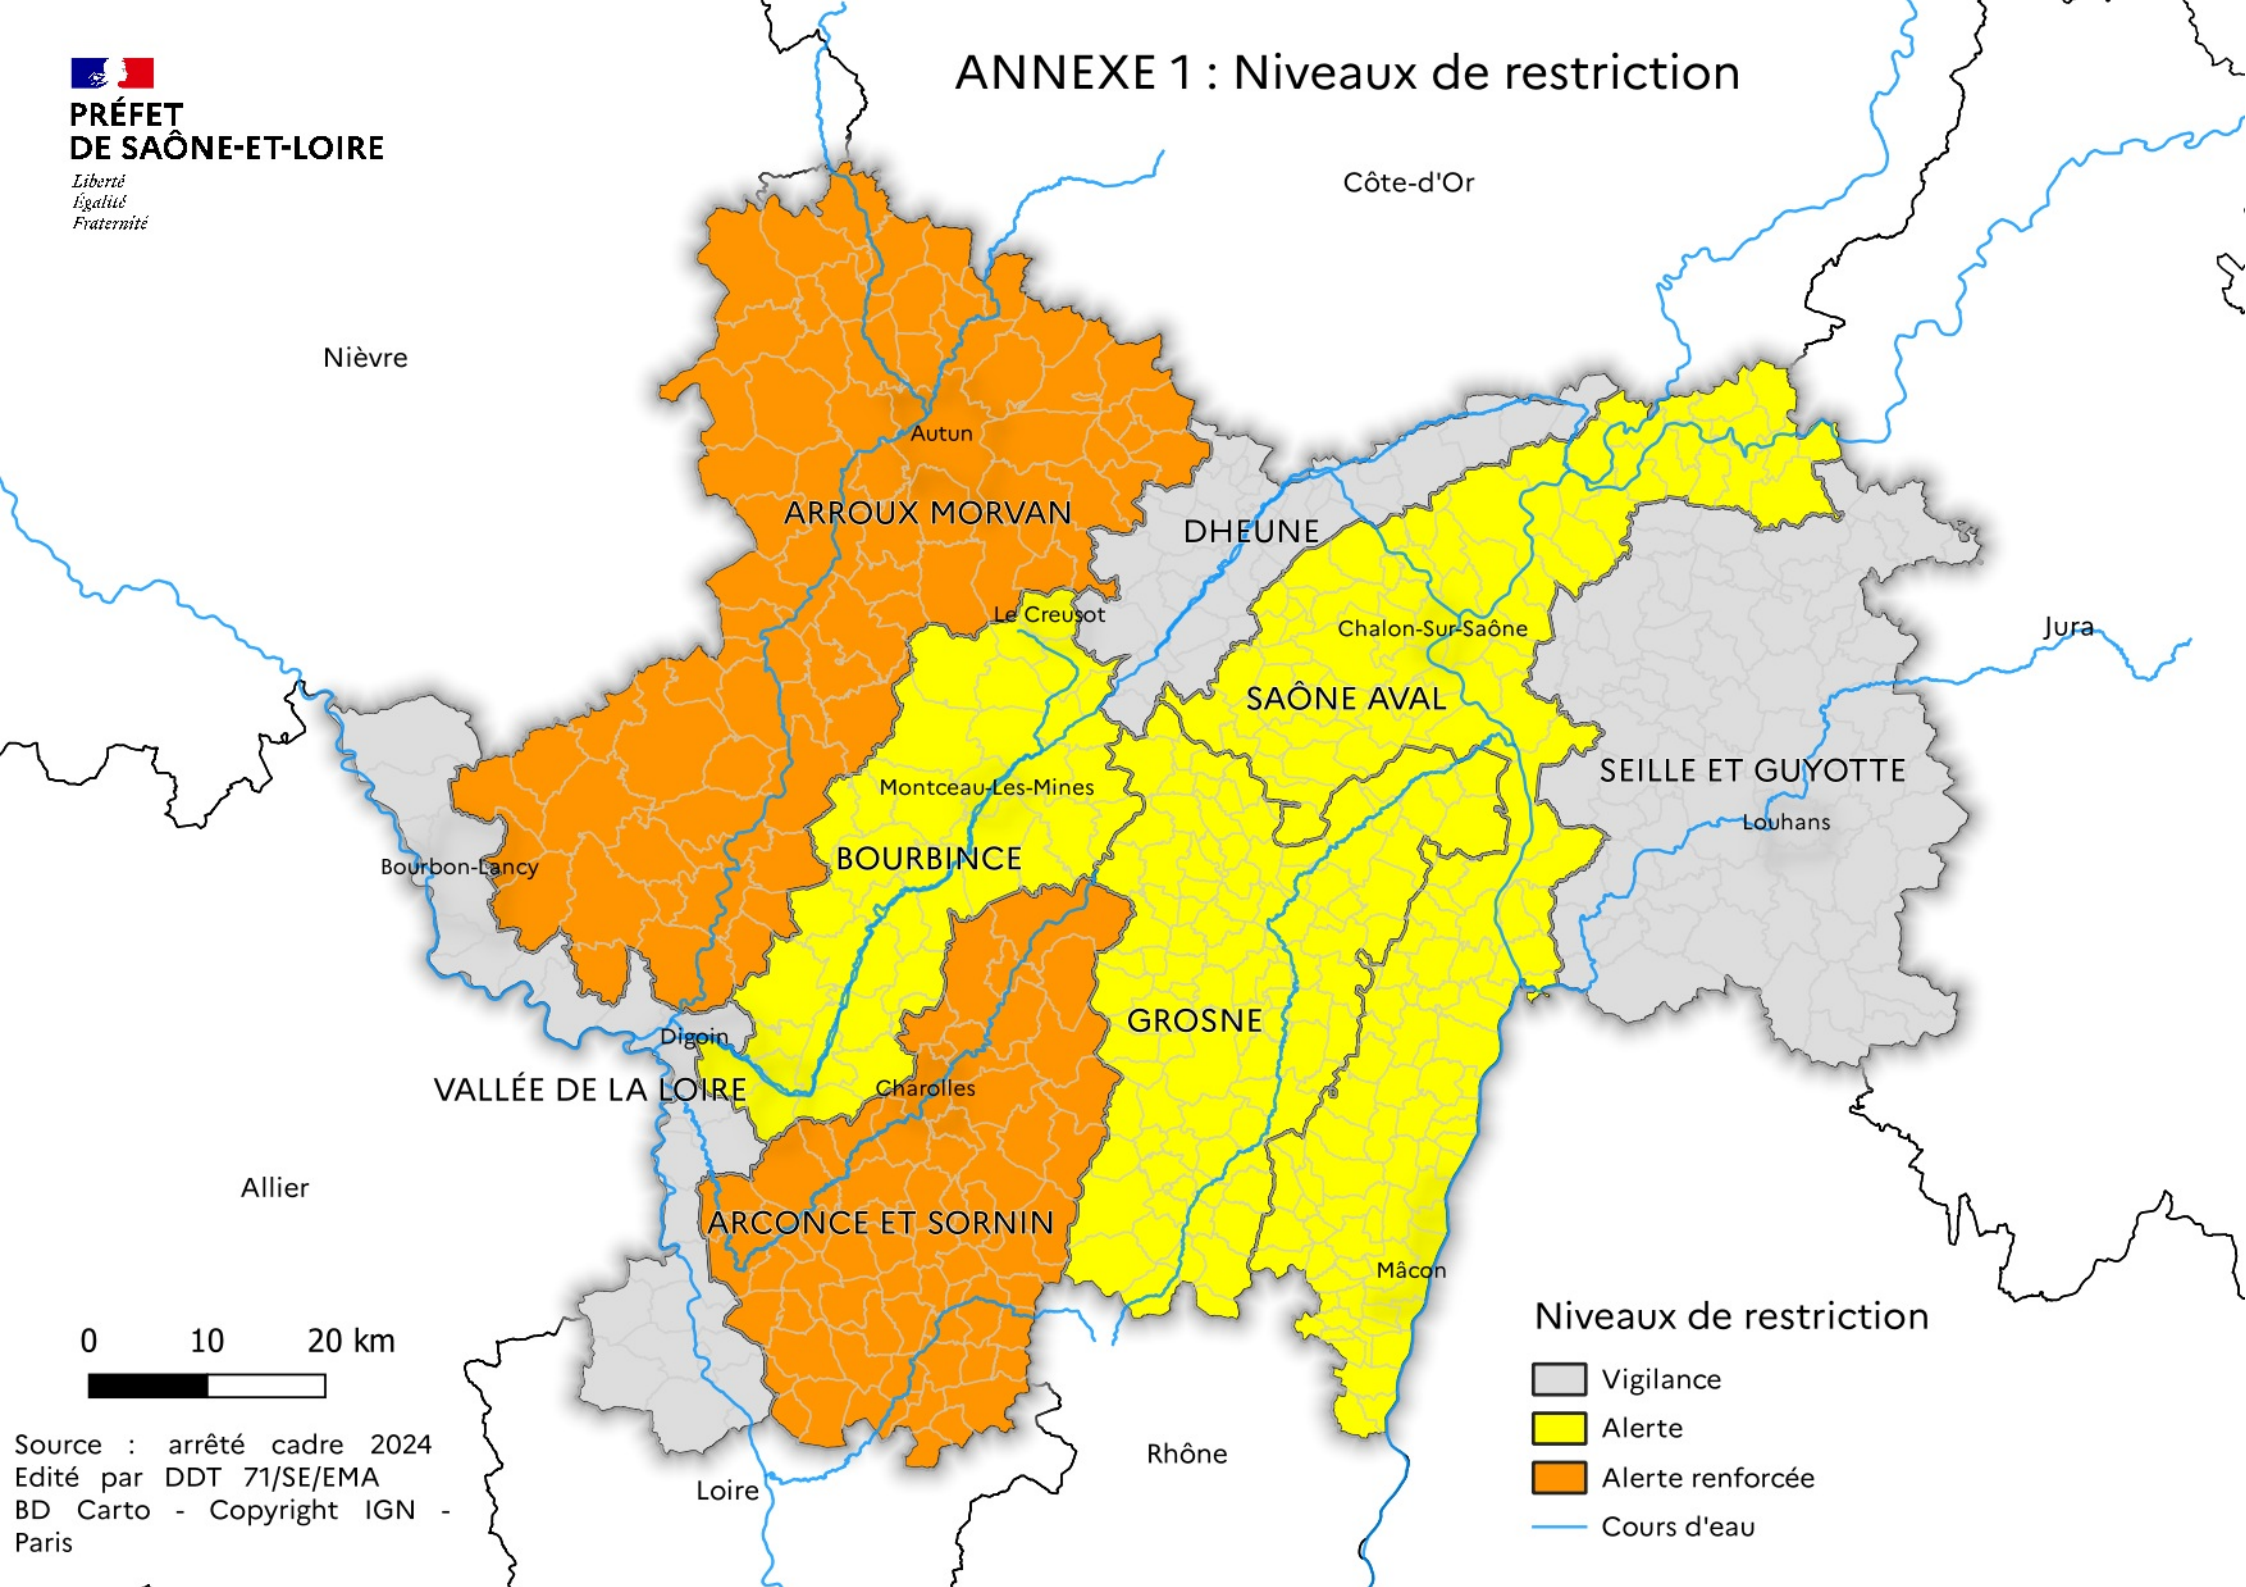 ANNEXE 1 : Niveaux de restriction
PRÉFET
DE SAÔNE-ET-LOIRE
Liberté
Égalité
Fraternité
Côte-d'Or
Nièvre
Autun
ARROUX MORVAN
DHEUNE
Le Creusot
Chalon-Sur-Saône
Jura
SAÔNE AVAL
SEILLE ET GUYOTTE
Montceau-Les-Mines
Louhans
BOURBINCE
Bourbon-Lancy
GROSNE
Digoin
VALLÉE DE LA LOIRE
Charolles
Allier
ARCONCE ET SORNIN
Mâcon
Rhône
Loire
0 10 20 km
Source : arrêté cadre 2024
Edité par DDT 71/SE/EMA
BD Carto - Copyright IGN -
Paris
Niveaux de restriction
Vigilance
Alerte
Alerte renforcée
Cours d'eau